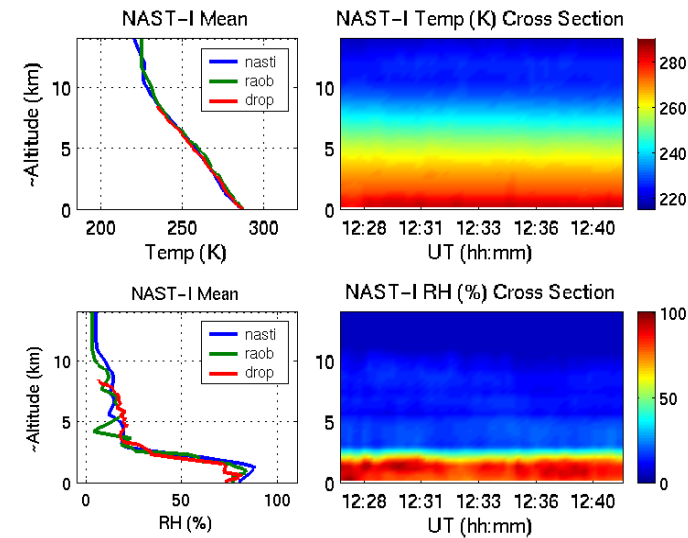 NAST-I Mean
NAST-I Temp (K) Cross Section
~Altitude (km)
10
5
0
nasti
raob
drop
200 250 300
Temp (K)
12:28 12:31 12:33 12:36 12:40
UT (hh:mm)
280
260
240
220
NAST-I Mean
NAST-I RH (%) Cross Section
~Altitude (km)
10
5
0
nasti
raob
drop
0 50 100
RH (%)
10
5
0
12:28 12:31 12:33 12:36 12:40
UT (hh:mm)
100
50
0
10
5
0